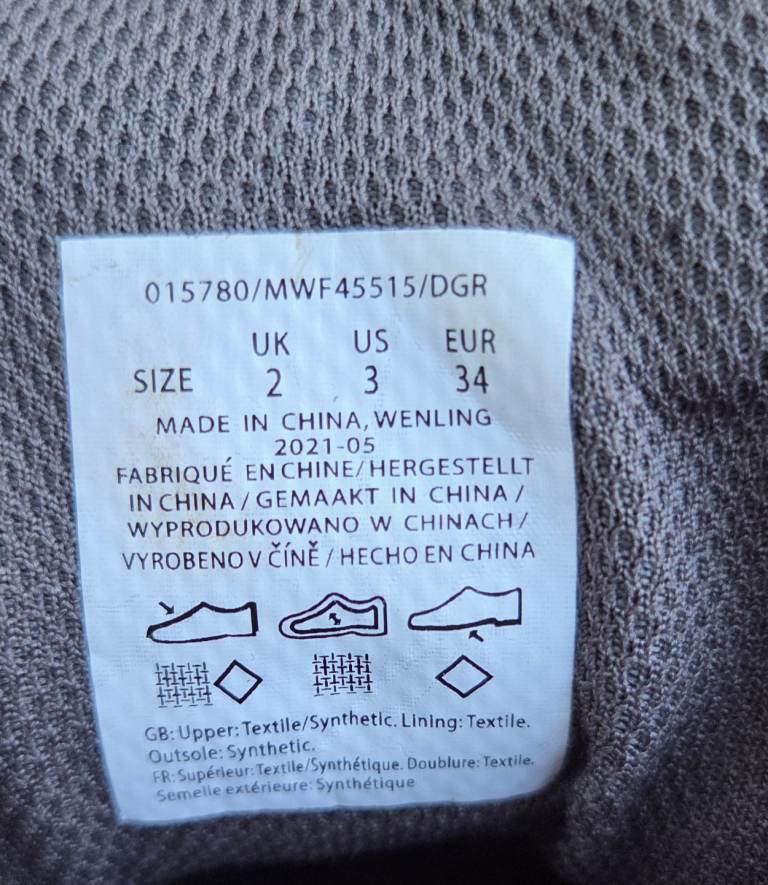 015780/MWF45515/DGR
UK US EUR
SIZE 2 3 34
MADE IN CHINA, WENLING
2021-05
FABRIQUÉ EN CHINE/HERGESTELLT
IN CHINA / GEMAAKT IN CHINA /
WYPRODUKOWANO W CHINACH /
VYROBENO V ČÍNĚ / HECHO EN CHINA
GB: Upper: Textile/Synthetic. Lining: Textile.
Outsole: Synthetic.
FR: Supérieur: Textile/Synthétique. Doublure: Textile.
Semelle extérieure: Synthétique